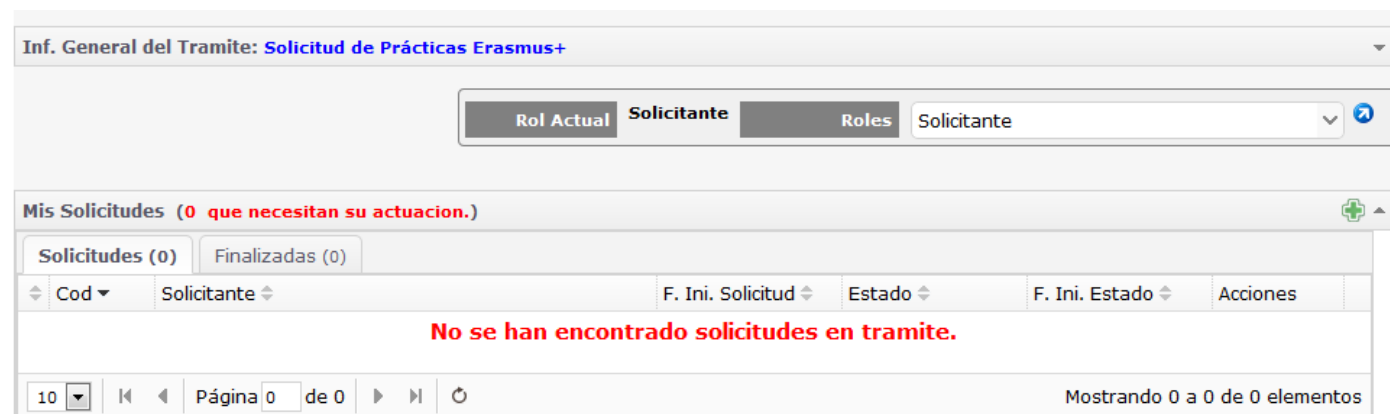 Inf. General del Tramite: Solicitud de Prácticas Erasmus+
Rol Actual Solicitante Roles Solicitante
Mis Solicitudes (0 que necesitan su actuacion.)
Solicitudes (0) Finalizadas (0)
Cod Solicitante F. Ini. Solicitud Estado F. Ini. Estado Acciones
No se han encontrado solicitudes en tramite.
10 Página 0 de 0 Mostrando 0 a 0 de 0 elementos